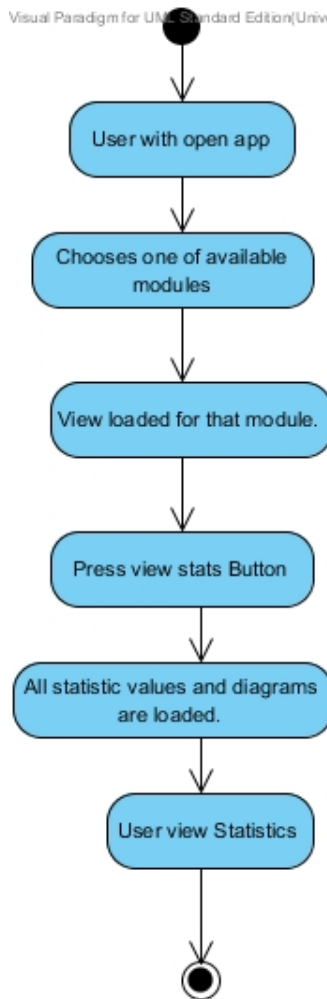 Visual Paradigm for UML Standard Edition(Univ
User with open app
Chooses one of available
modules
View loaded for that module.
Press view stats Button
All statistic values and diagrams
are loaded.
User view Statistics